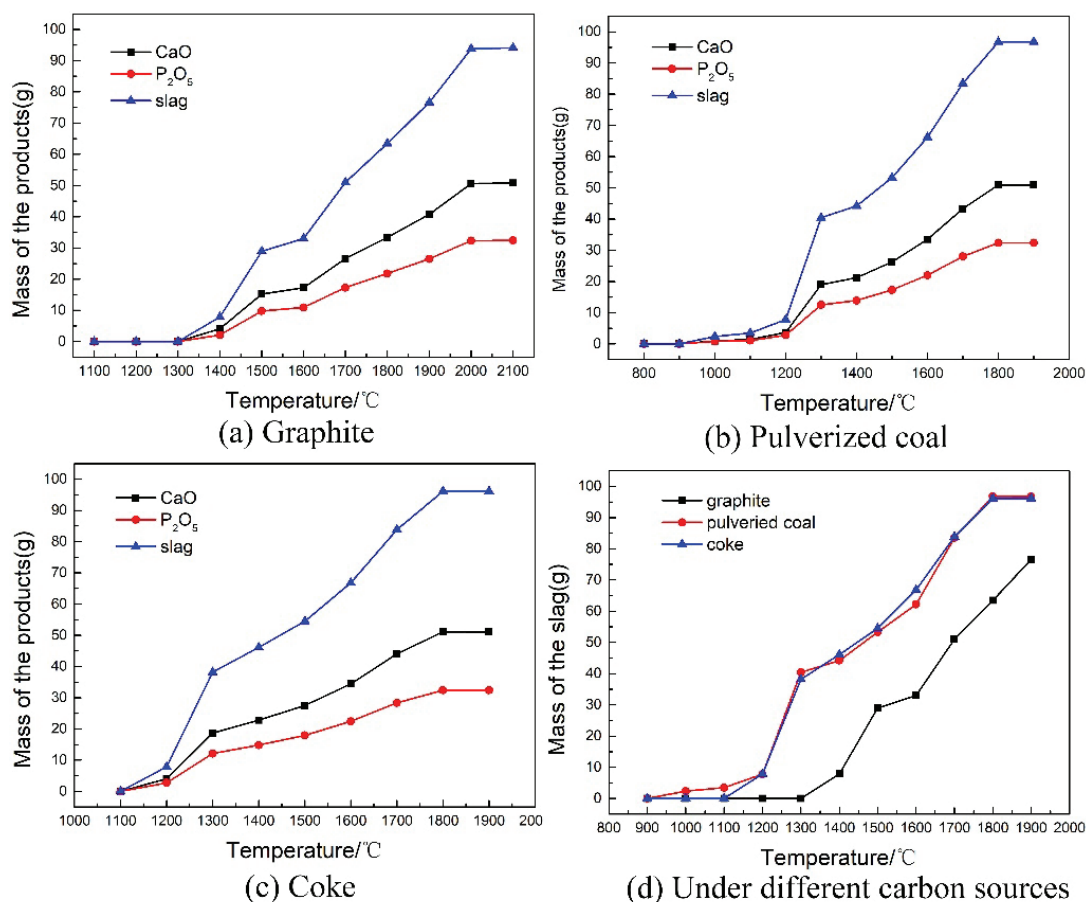 100
90
80
70
60
50
40
30
20
10
0
Mass of the products(g)
CaO
P₂O₅
slag
1100 1200 1300 1400 1500 1600 1700 1800 1900 2000 2100
Temperature/℃
(a) Graphite
100
90
80
70
60
50
40
30
20
10
0
Mass of the products(g)
CaO
P₂O₅
slag
800 1000 1200 1400 1600 1800 2000
Temperature/℃
(b) Pulverized coal
100
90
80
70
60
50
40
30
20
10
0
Mass of the products(g)
CaO
P₂O₅
slag
1000 1100 1200 1300 1400 1500 1600 1700 1800 1900 200
Temperature/℃
(c) Coke
100
90
80
70
60
50
40
30
20
10
0
Mass of the slag(g)
graphite
pulveried coal
coke
800 900 1000 1100 1200 1300 1400 1500 1600 1700 1800 1900 2000
Temperature/℃
(d) Under different carbon sources